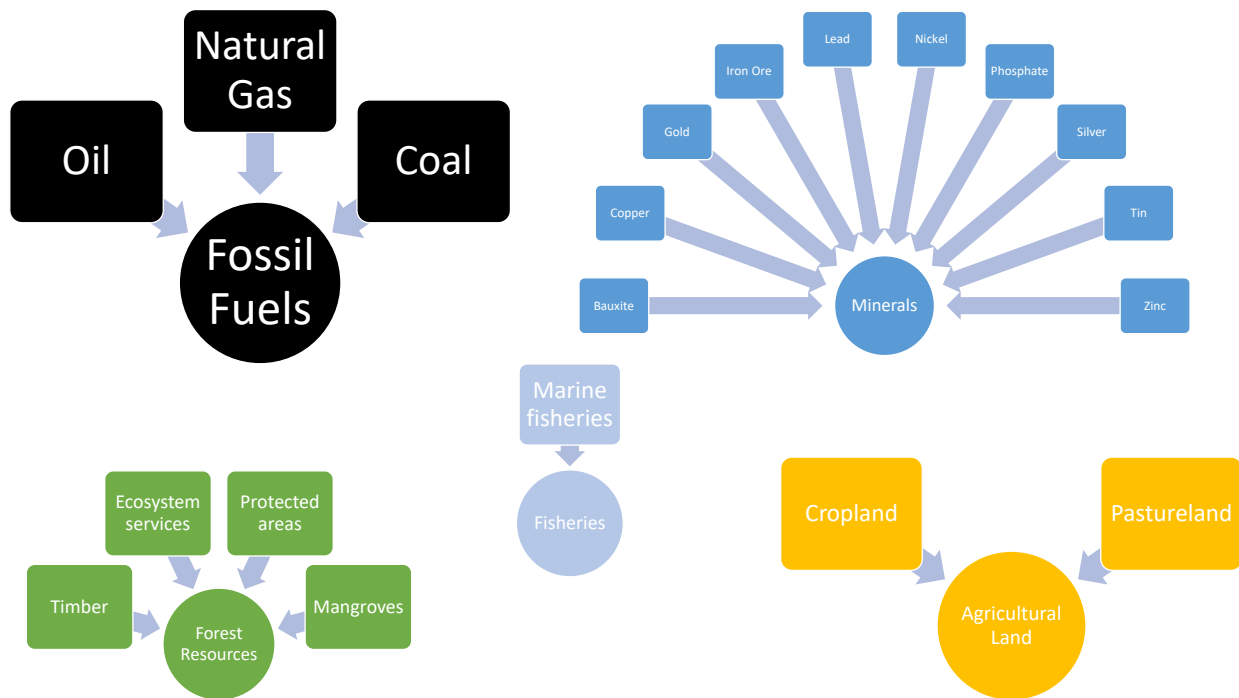 Natural
Gas
Oil
Coal
Fossil
Fuels
Lead
Nickel
Iron Ore
Phosphate
Gold
Silver
Copper
Tin
Bauxite
Minerals
Zinc
Marine
fisheries
Fisheries
Ecosystem
services
Protected
areas
Timber
Mangroves
Forest
Resources
Cropland
Pastureland
Agricultural
Land